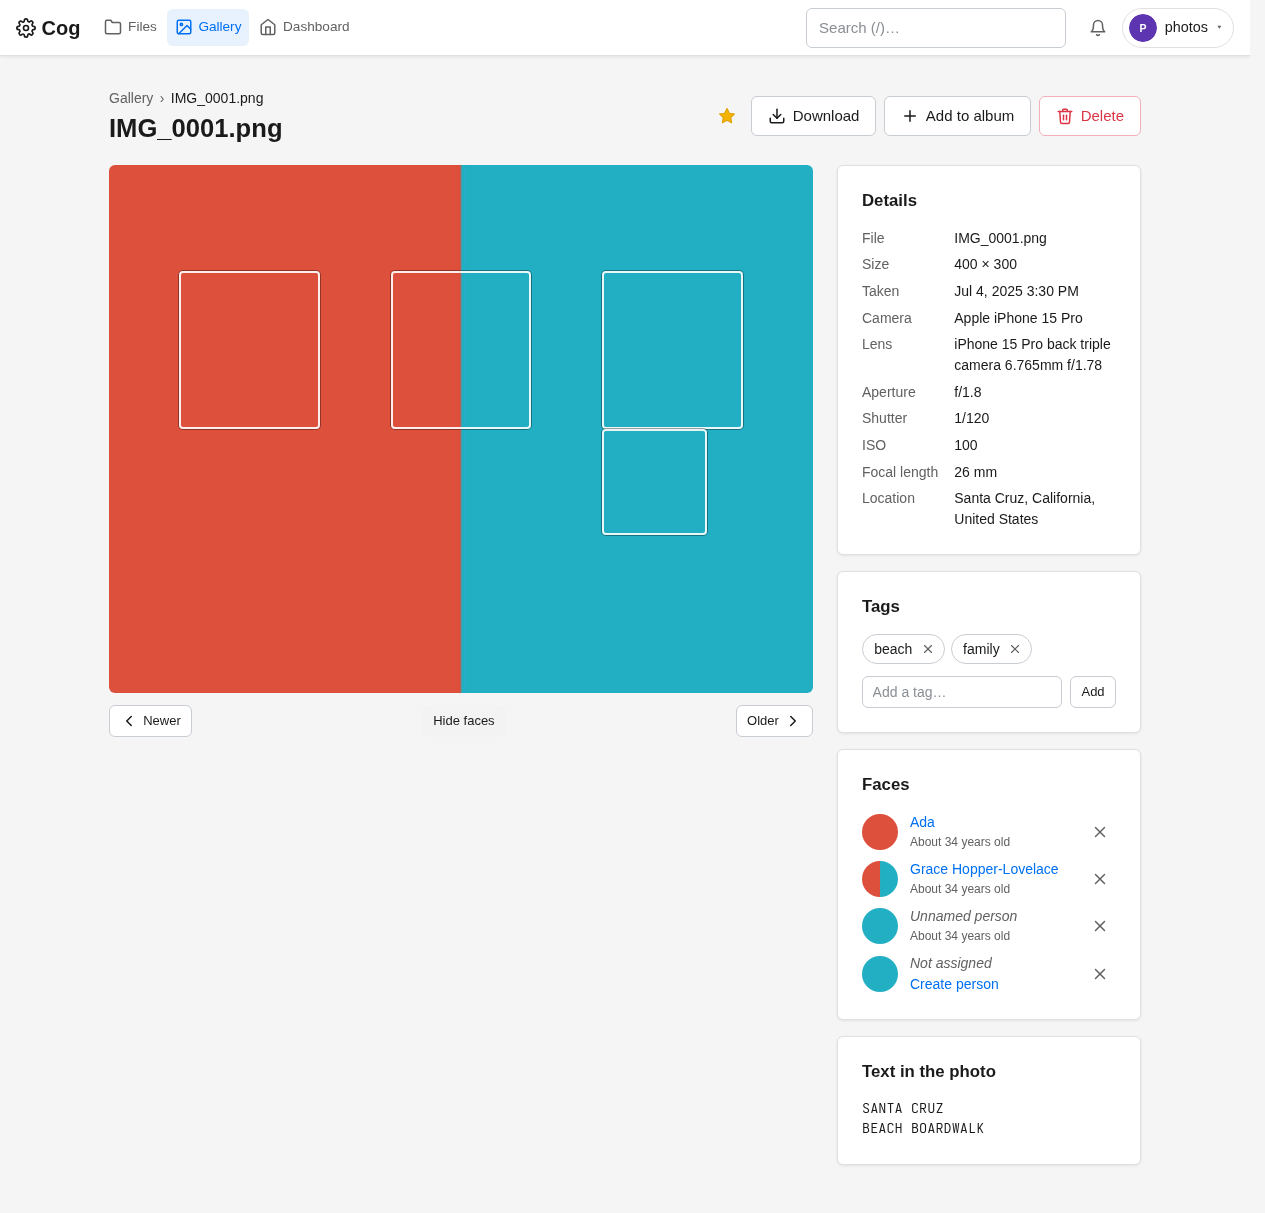 Cog
Files
Gallery
Dashboard
Search (/)…
P
photos
Gallery › IMG_0001.png
IMG_0001.png
Download
Add to album
Delete
Newer
Hide faces
Older
Details
File IMG_0001.png
Size 400 × 300
Taken Jul 4, 2025 3:30 PM
Camera Apple iPhone 15 Pro
Lens iPhone 15 Pro back triple
camera 6.765mm f/1.78
Aperture f/1.8
Shutter 1/120
ISO 100
Focal length 26 mm
Location Santa Cruz, California,
United States
Tags
beach
family
Add a tag…
Add
Faces
Ada
About 34 years old
Grace Hopper-Lovelace
About 34 years old
Unnamed person
About 34 years old
Not assigned
Create person
Text in the photo
SANTA CRUZ
BEACH BOARDWALK